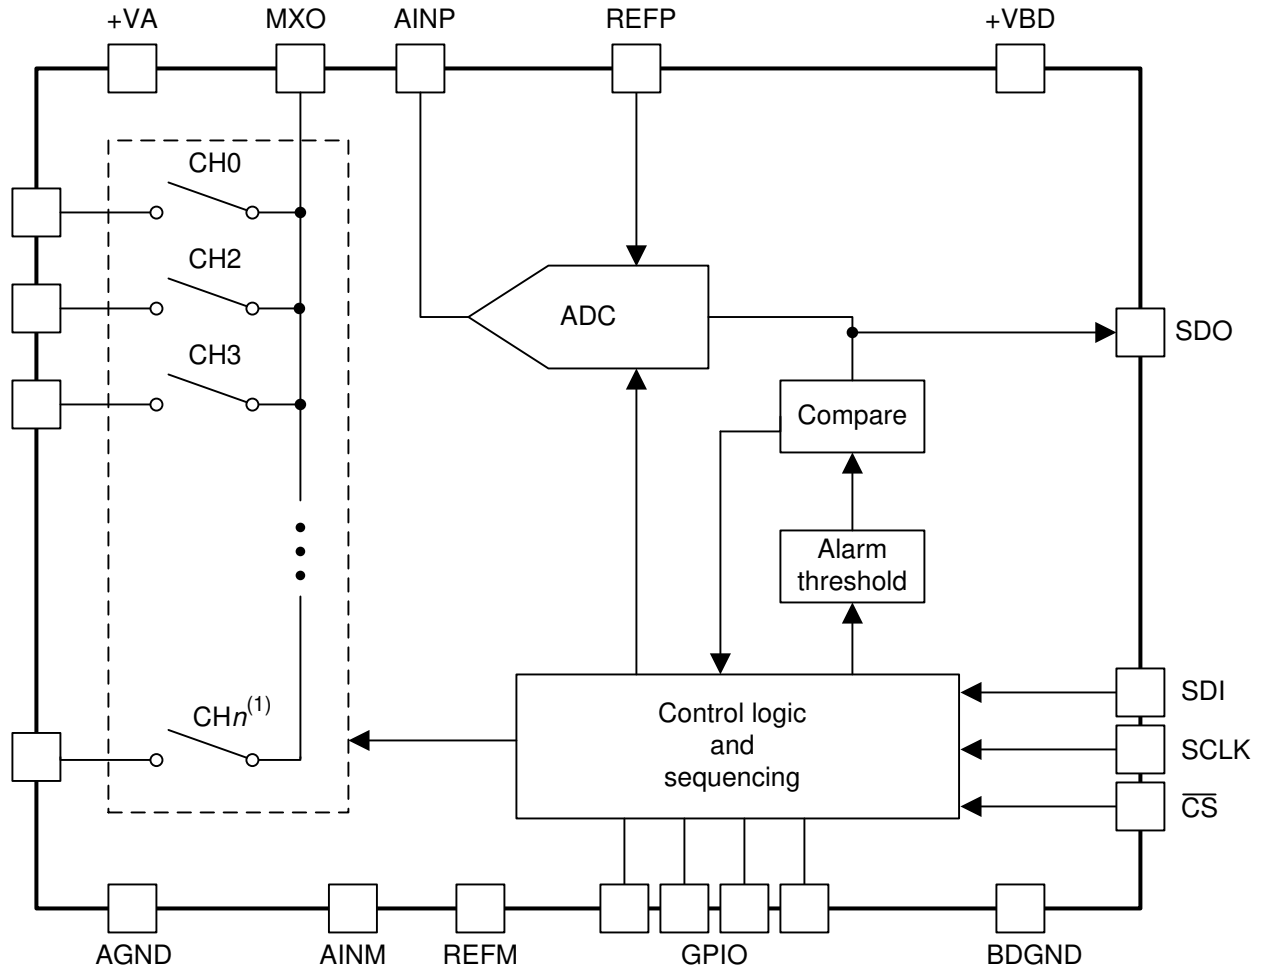 +VA
MXO
AINP
REFP
+VBD
CH0
CH2
CH3
ADC
SDO
Compare
Alarm
threshold
CHn(1)
Control logic
and
sequencing
SDI
SCLK
C̅S̅
AGND
AINM
REFM
GPIO
BDGND